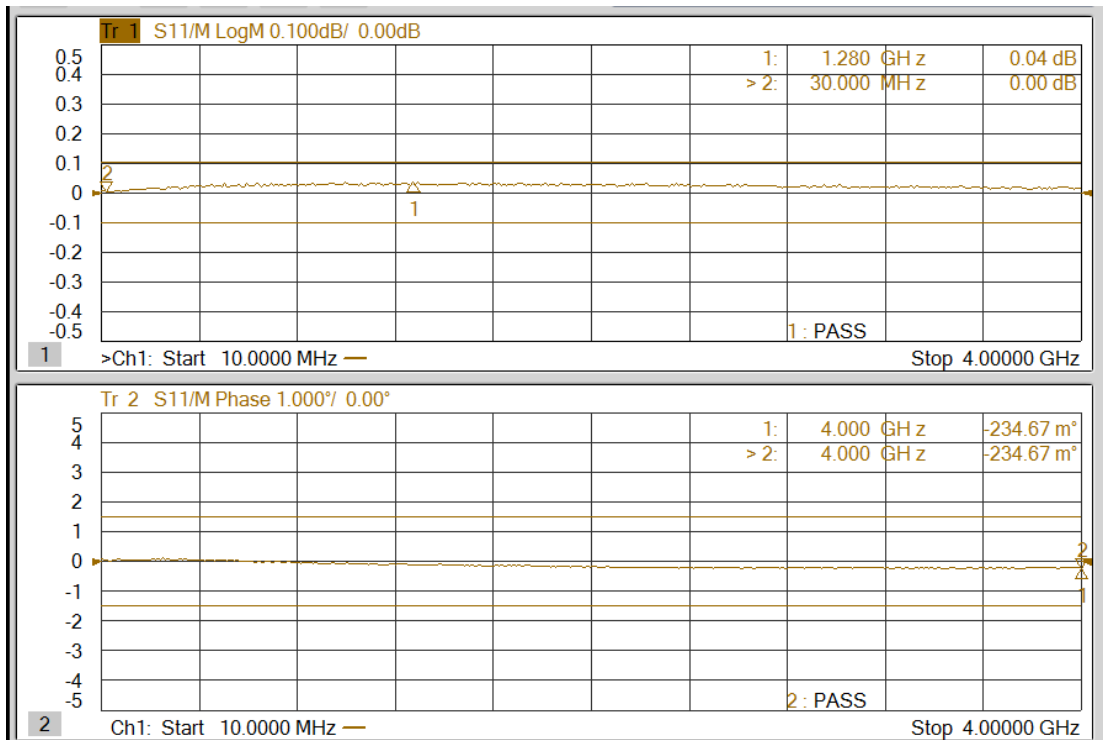 Tr 1 S11/M LogM 0.100dB/ 0.00dB
0.5
0.4
0.3
0.2
0.1
0
-0.1
-0.2
-0.3
-0.4
-0.5
1: 1.280 GHz 0.04 dB
> 2: 30.000 MHz 0.00 dB
2
1
1 : PASS
1
>Ch1: Start 10.0000 MHz
Stop 4.00000 GHz
Tr 2 S11/M Phase 1.000°/ 0.00°
5
4
3
2
1
0
-1
-2
-3
-4
-5
1: 4.000 GHz -234.67 m°
> 2: 4.000 GHz -234.67 m°
2
1
2 : PASS
2
Ch1: Start 10.0000 MHz
Stop 4.00000 GHz